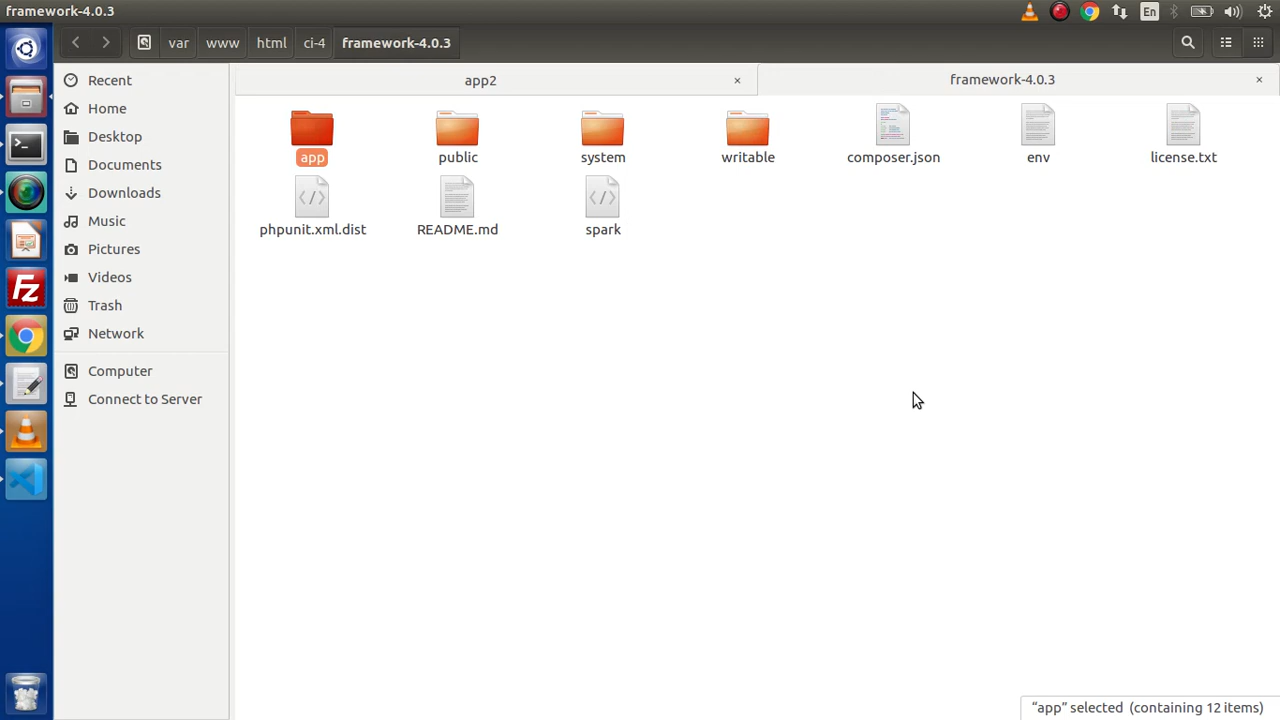 framework-4.0.3
En
var
www
html
ci-4
framework-4.0.3
Recent
Home
Desktop
Documents
Downloads
Music
Pictures
Videos
Trash
Network
Computer
Connect to Server
app2 ×
framework-4.0.3 ×
app
public
system
writable
composer.json
env
license.txt
phpunit.xml.dist
README.md
spark
“app” selected (containing 12 items)
Fz